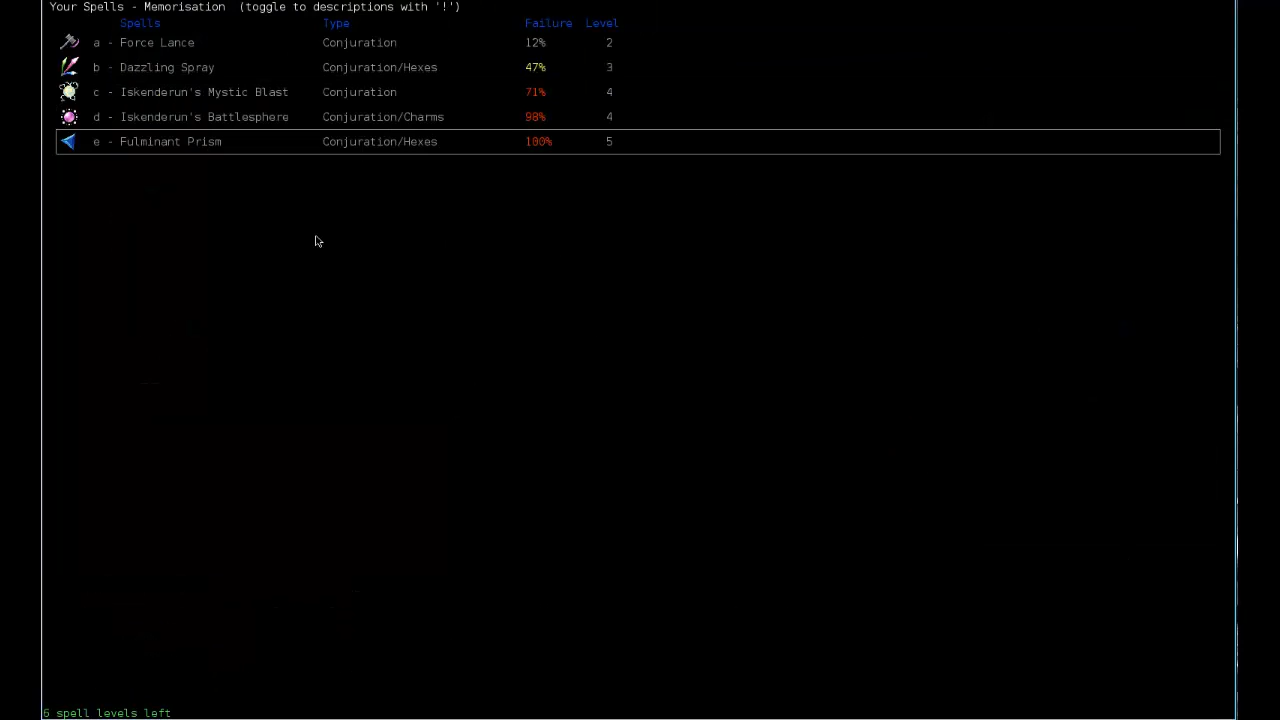 Your Spells - Memorisation  (toggle to descriptions with '!')
Spells Type Failure Level
a - Force Lance Conjuration 12% 2
b - Dazzling Spray Conjuration/Hexes 47% 3
c - Iskenderun's Mystic Blast Conjuration 71% 4
d - Iskenderun's Battlesphere Conjuration/Charms 98% 4
e - Fulminant Prism Conjuration/Hexes 100% 5
6 spell levels left